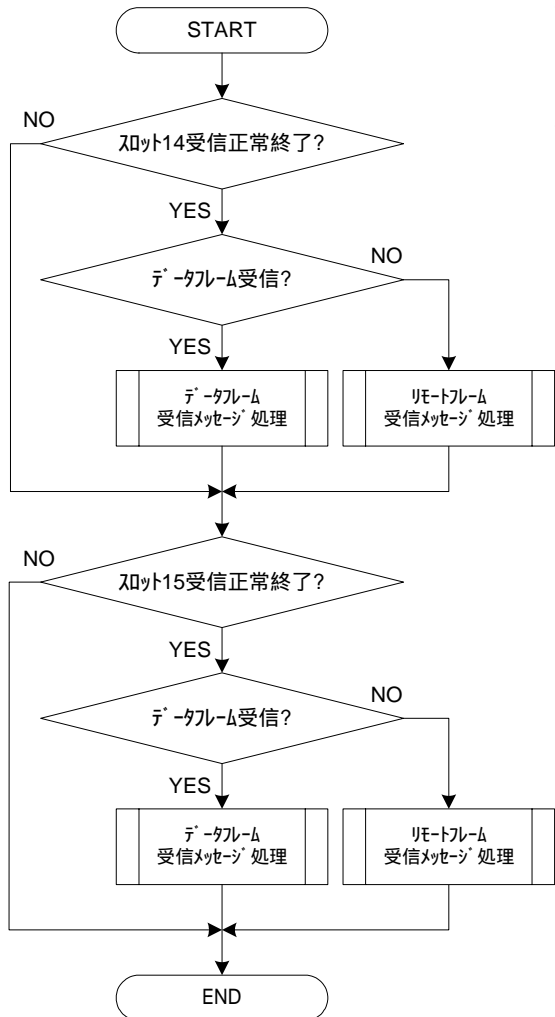 START
NO
ｽﾛｯﾄ14受信正常終了?
YES
NO
ﾃﾞｰﾀﾌﾚｰﾑ受信?
YES
ﾃﾞｰﾀﾌﾚｰﾑ
受信ﾒｯｾｰｼﾞ処理
ﾘﾓｰﾄﾌﾚｰﾑ
受信ﾒｯｾｰｼﾞ処理
NO
ｽﾛｯﾄ15受信正常終了?
YES
NO
ﾃﾞｰﾀﾌﾚｰﾑ受信?
YES
ﾃﾞｰﾀﾌﾚｰﾑ
受信ﾒｯｾｰｼﾞ処理
ﾘﾓｰﾄﾌﾚｰﾑ
受信ﾒｯｾｰｼﾞ処理
END